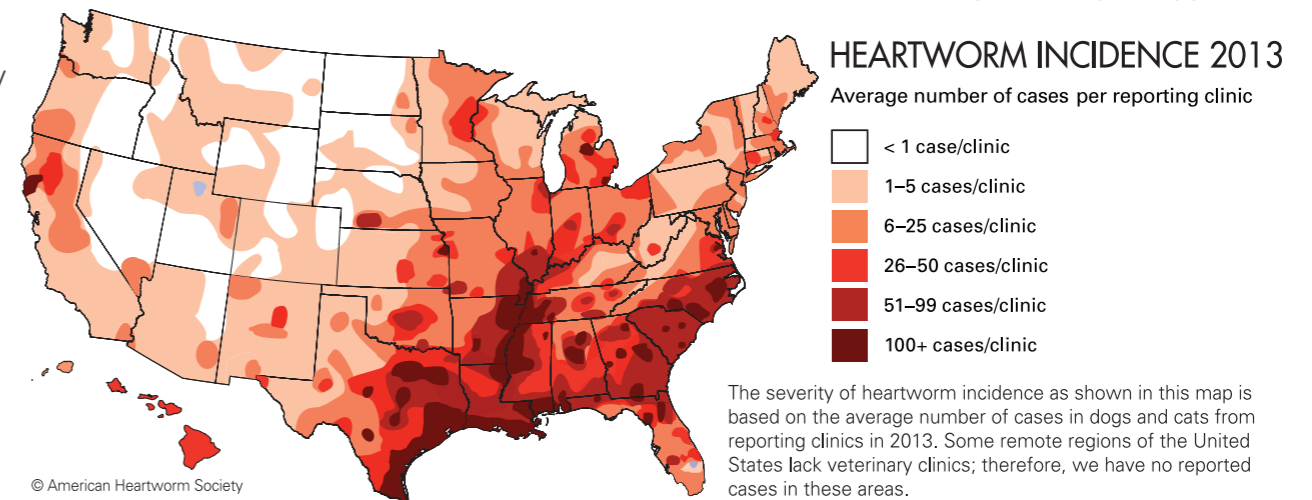 HEARTWORM INCIDENCE 2013
Average number of cases per reporting clinic
< 1 case/clinic
1–5 cases/clinic
6–25 cases/clinic
26–50 cases/clinic
51–99 cases/clinic
100+ cases/clinic
The severity of heartworm incidence as shown in this map is
based on the average number of cases in dogs and cats from
reporting clinics in 2013. Some remote regions of the United
States lack veterinary clinics; therefore, we have no reported
cases in these areas.
© American Heartworm Society